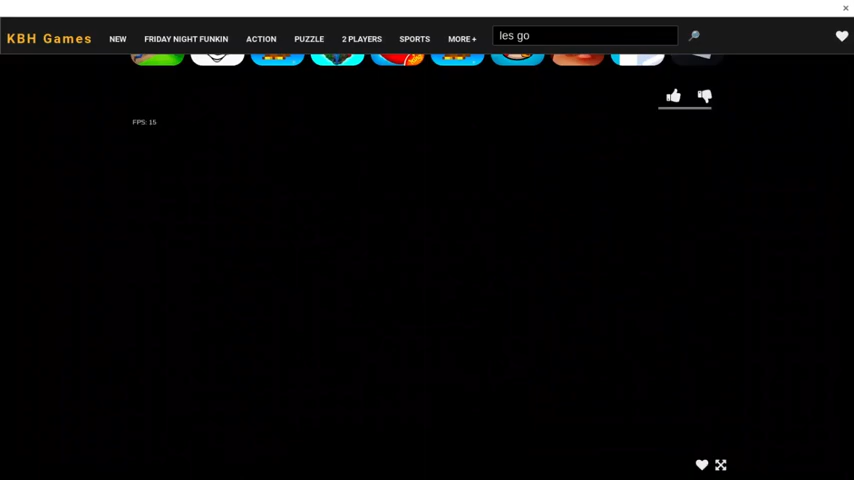 KBH Games NEW FRIDAY NIGHT FUNKIN ACTION PUZZLE 2 PLAYERS SPORTS MORE + les go
FPS: 15